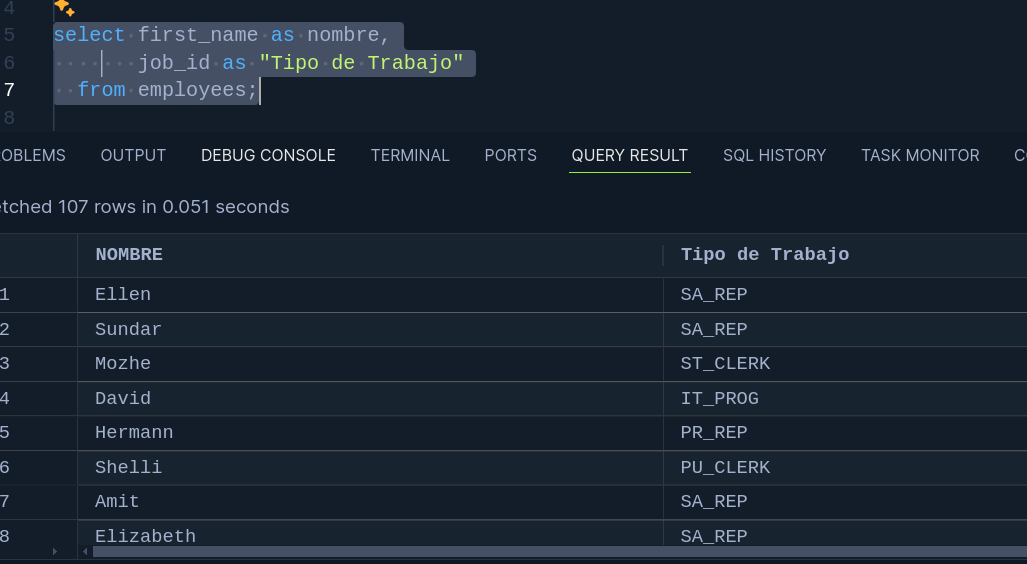 4
5 select first_name as nombre,
6 job_id as "Tipo de Trabajo"
7 from employees;
8
OBLEMS OUTPUT DEBUG CONSOLE TERMINAL PORTS QUERY RESULT SQL HISTORY TASK MONITOR C
etched 107 rows in 0.051 seconds
NOMBRE Tipo de Trabajo
1 Ellen SA_REP
2 Sundar SA_REP
3 Mozhe ST_CLERK
4 David IT_PROG
5 Hermann PR_REP
6 Shelli PU_CLERK
7 Amit SA_REP
8 Elizabeth SA_REP